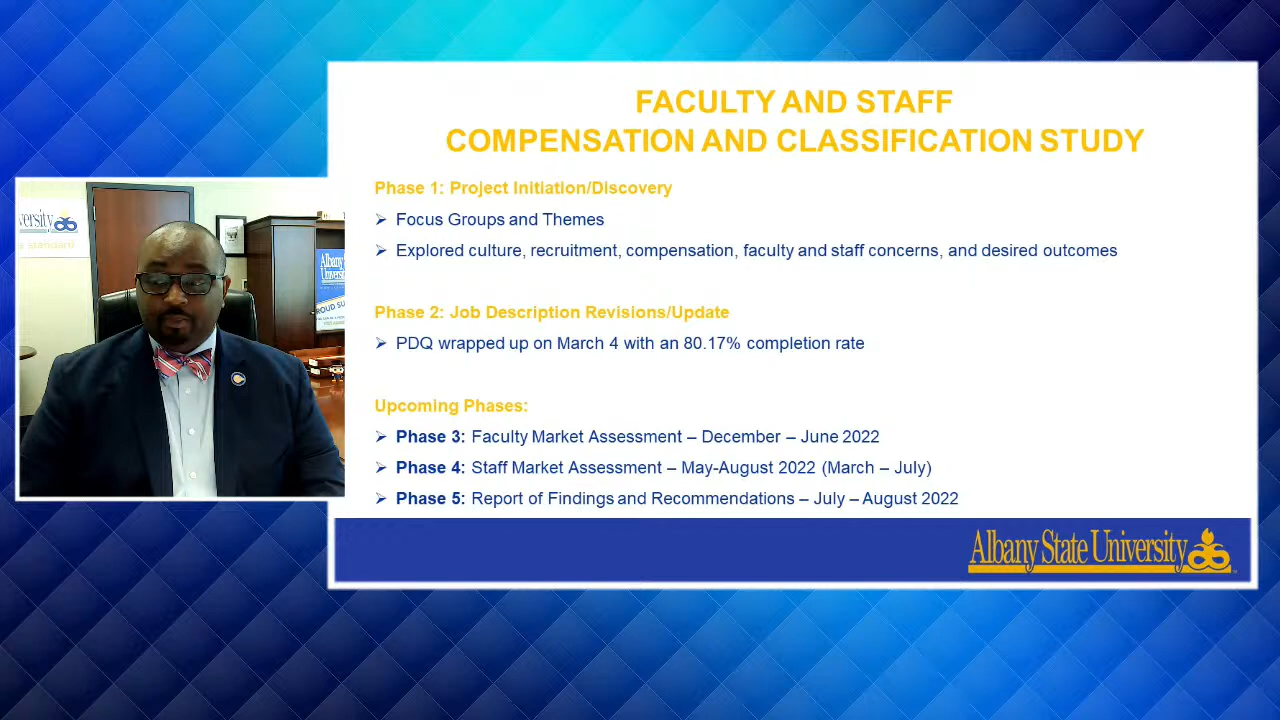 FACULTY AND STAFF
COMPENSATION AND CLASSIFICATION STUDY
Phase 1: Project Initiation/Discovery
➢ Focus Groups and Themes
➢ Explored culture, recruitment, compensation, faculty and staff concerns, and desired outcomes
Phase 2: Job Description Revisions/Update
➢ PDQ wrapped up on March 4 with an 80.17% completion rate
Upcoming Phases:
➢ Phase 3: Faculty Market Assessment – December – June 2022
➢ Phase 4: Staff Market Assessment – May-August 2022 (March – July)
➢ Phase 5: Report of Findings and Recommendations – July – August 2022
Albany State University
versity
standard
Albany
Universit